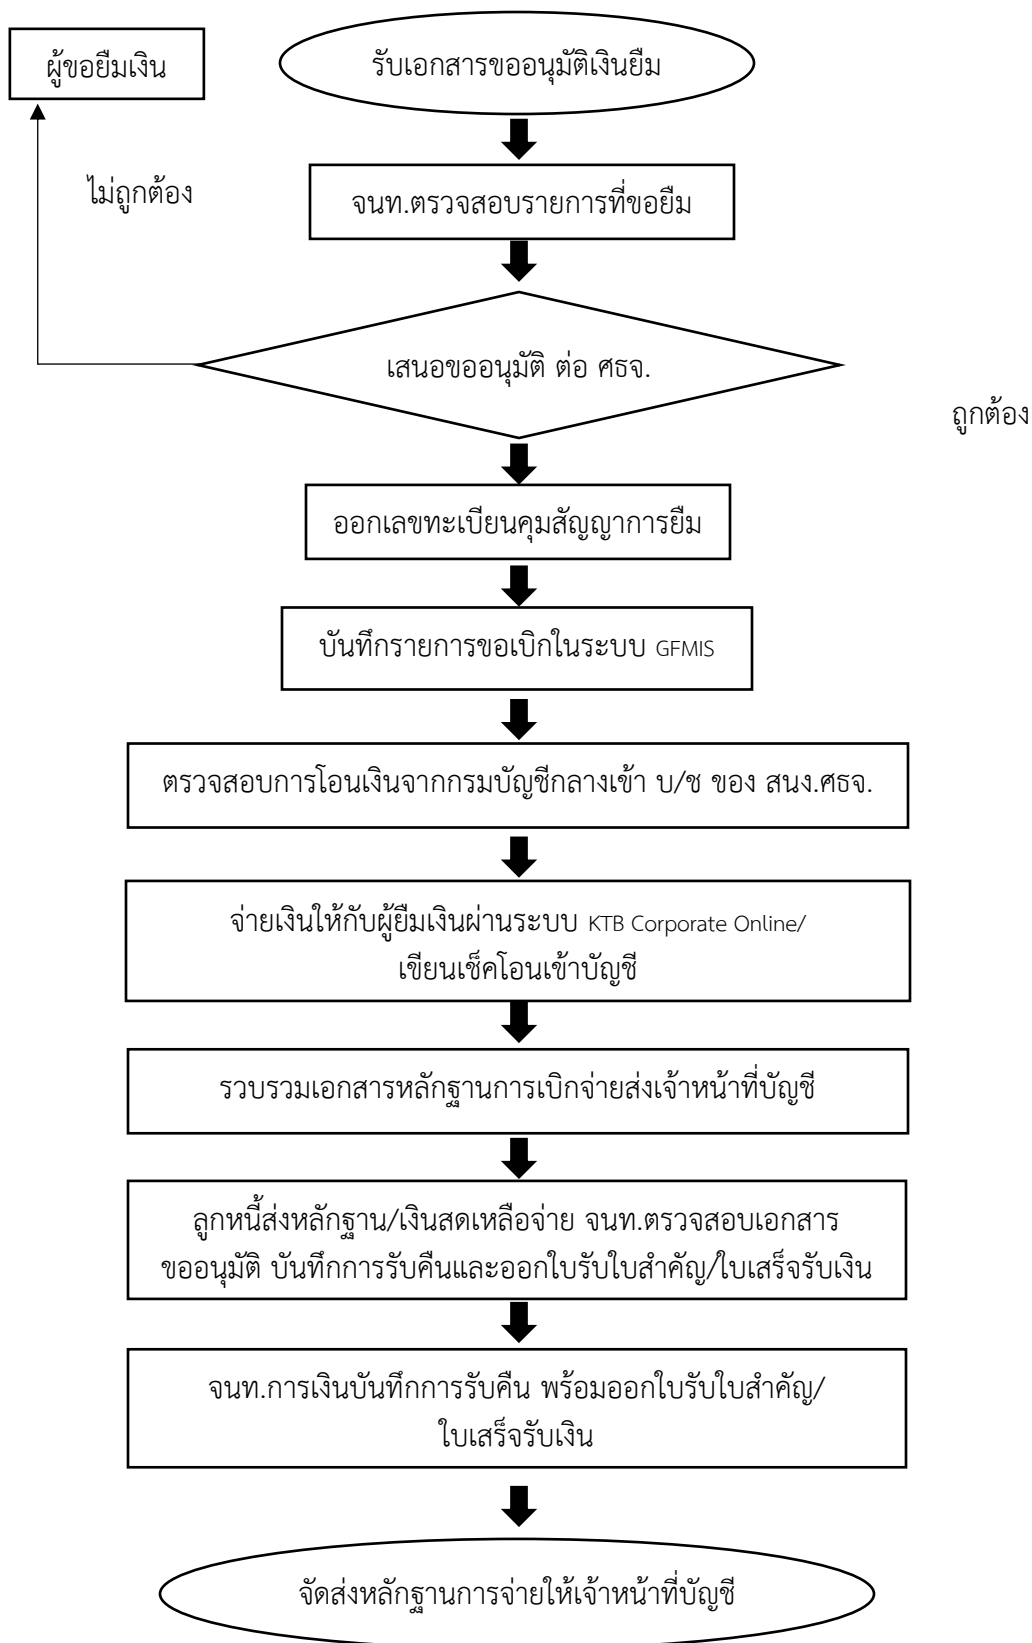 ผู้ขอยืมเงิน
รับเอกสารขออนุมัติเงินยืม
ไม่ถูกต้อง
จนท.ตรวจสอบรายการที่ขอยืม
เสนอขออนุมัติ ต่อ ศธจ.
ถูกต้อง
ออกเลขทะเบียนคุมสัญญาการยืม
บันทึกรายการขอเบิกในระบบ GFMIS
ตรวจสอบการโอนเงินจากกรมบัญชีกลางเข้า บ/ช ของ สนง.ศธจ.
จ่ายเงินให้กับผู้ยืมเงินผ่านระบบ KTB Corporate Online/
เขียนเช็คโอนเข้าบัญชี
รวบรวมเอกสารหลักฐานการเบิกจ่ายส่งเจ้าหน้าที่บัญชี
ลูกหนี้ส่งหลักฐาน/เงินสดเหลือจ่าย จนท.ตรวจสอบเอกสาร
ขออนุมัติ บันทึกการรับคืนและออกใบรับใบสำคัญ/ใบเสร็จรับเงิน
จนท.การเงินบันทึกการรับคืน พร้อมออกใบรับใบสำคัญ/
ใบเสร็จรับเงิน
จัดส่งหลักฐานการจ่ายให้เจ้าหน้าที่บัญชี